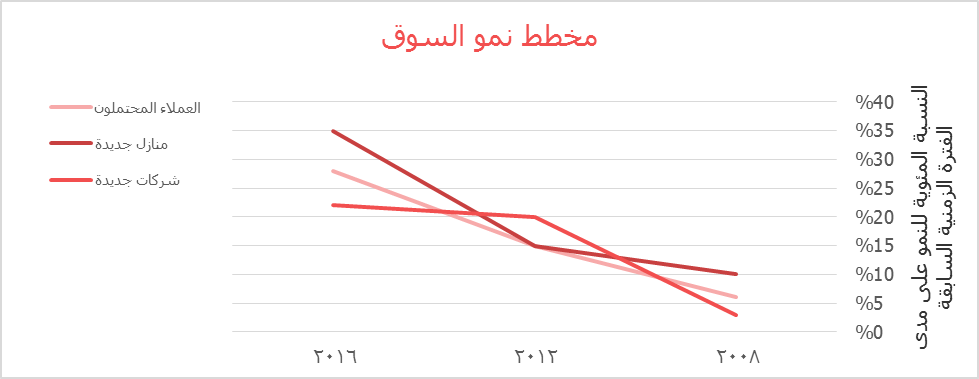 مخطط نمو السوق
العملاء المحتملون
منازل جديدة
شركات جديدة
%40
%35
%30
%25
%20
%15
%10
%5
%0
النسبة المئوية للنمو على مدى
الفترة الزمنية السابقة
٢٠٠٨
٢٠١٢
٢٠١٦